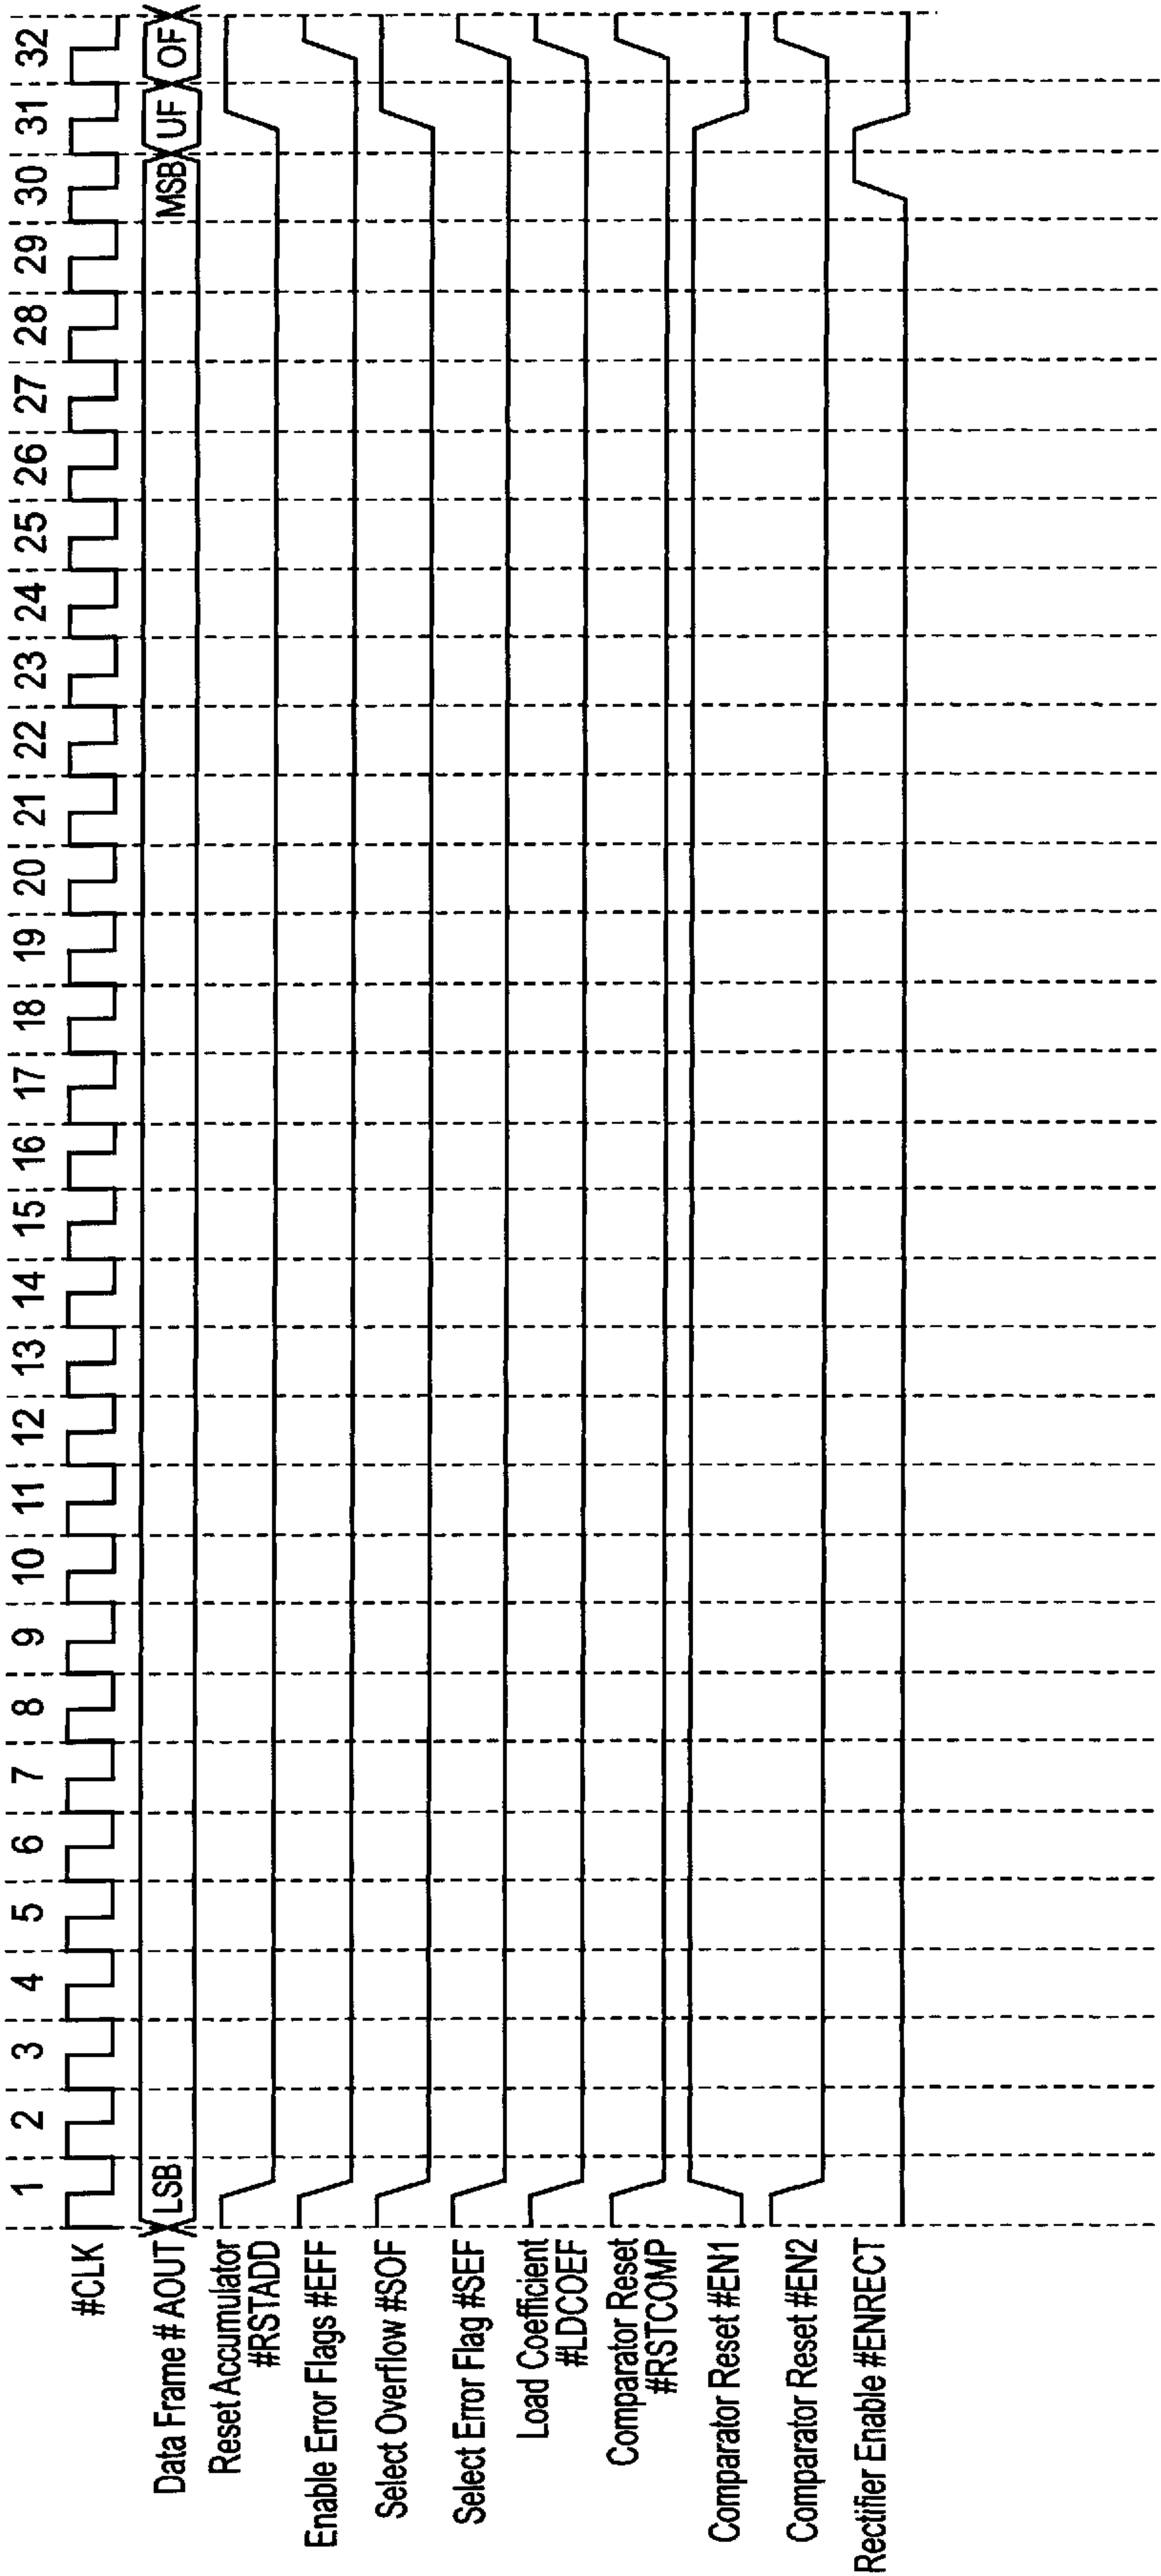 1 2 3 4 5 6 7 8 9 10 11 12 13 14 15 16 17 18 19 20 21 22 23 24 25 26 27 28 29 30 31 32
#CLK
Data Frame # AOUT LSB MSB UF OF
Reset Accumulator
#RSTADD
Enable Error Flags #EFF
Select Overflow #SOF
Select Error Flag #SEF
Load Coefficient
#LDCOEF
Comparator Reset
#RSTCOMP
Comparator Reset #EN1
Comparator Reset #EN2
Rectifier Enable #ENRECT